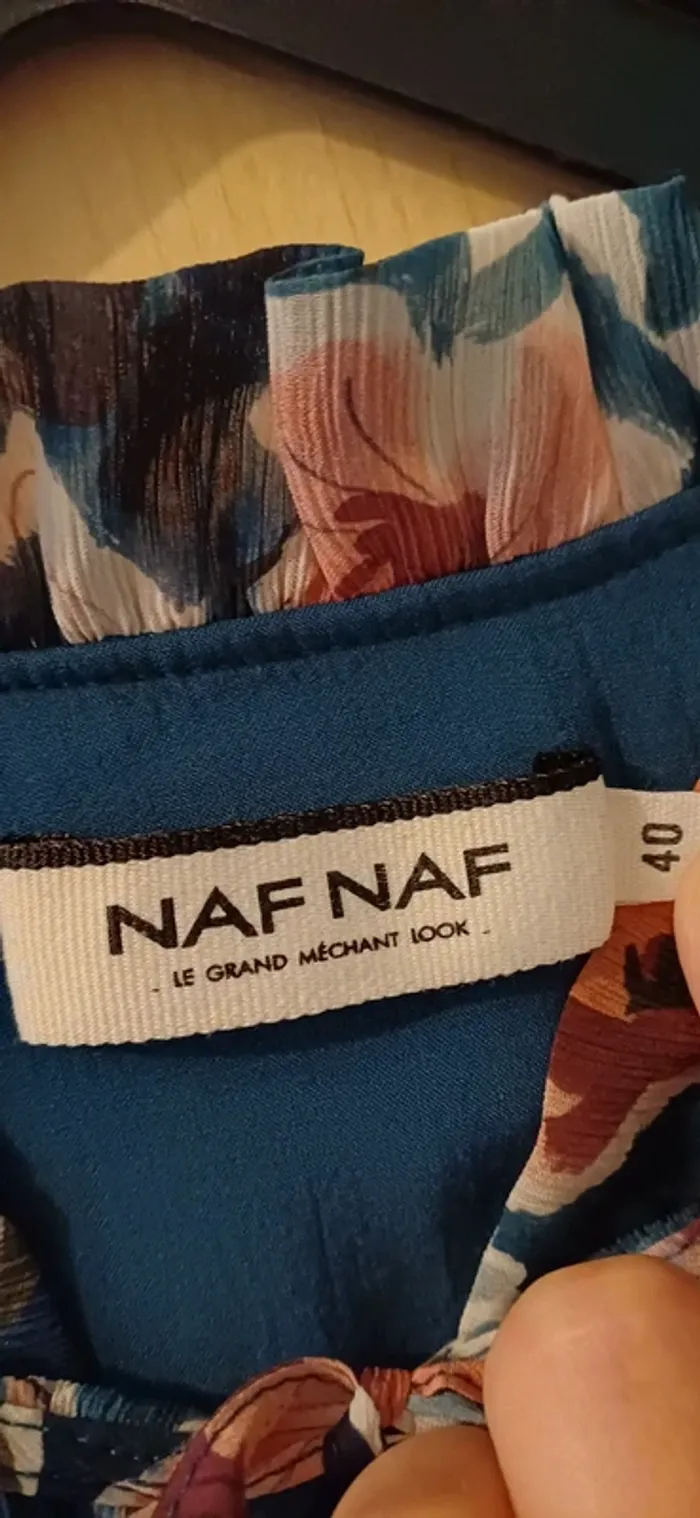 NAF NAF
- LE GRAND MÉCHANT LOOK -
40